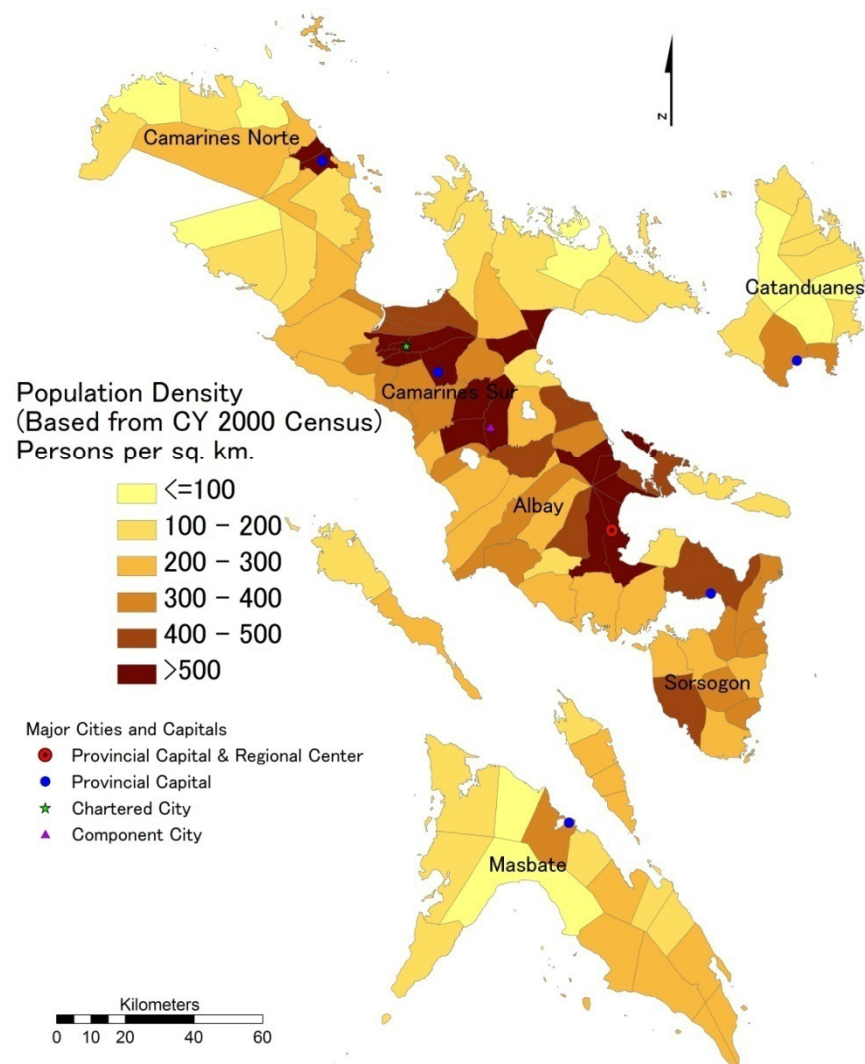 N
Camarines Norte
Catanduanes
Camarines Sur
Population Density
(Based from CY 2000 Census)
Persons per sq. km.
<=100
100 - 200
200 - 300
300 - 400
400 - 500
>500
Albay
Sorsogon
Major Cities and Capitals
Provincial Capital & Regional Center
Provincial Capital
Chartered City
Component City
Masbate
Kilometers
0 5 10 20 40 60